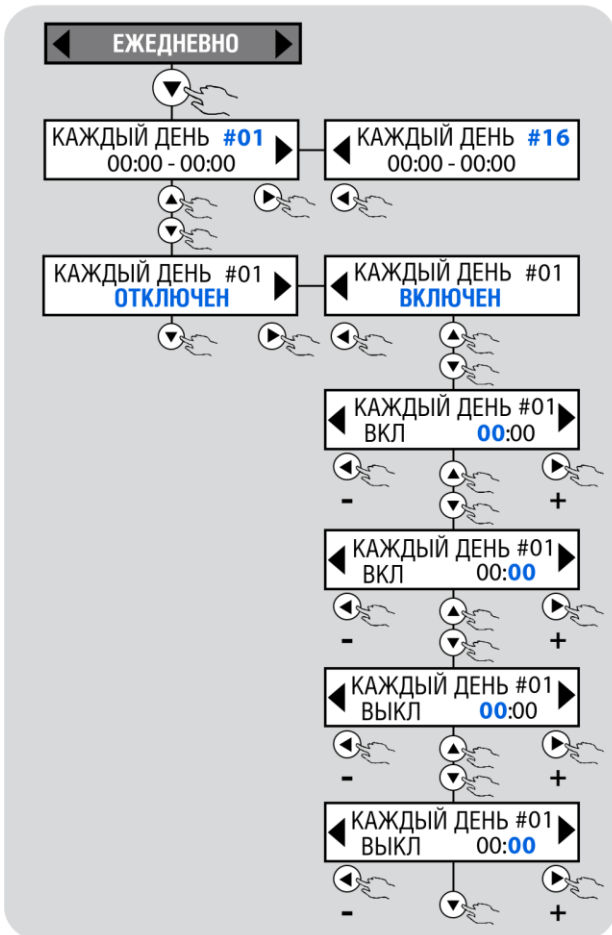 ЕЖЕДНЕВНО
КАЖДЫЙ ДЕНЬ #01
00:00 - 00:00
КАЖДЫЙ ДЕНЬ #16
00:00 - 00:00
КАЖДЫЙ ДЕНЬ #01
ОТКЛЮЧЕН
КАЖДЫЙ ДЕНЬ #01
ВКЛЮЧЕН
КАЖДЫЙ ДЕНЬ #01
ВКЛ 00:00
- +
КАЖДЫЙ ДЕНЬ #01
ВКЛ 00:00
- +
КАЖДЫЙ ДЕНЬ #01
ВЫКЛ 00:00
- +
КАЖДЫЙ ДЕНЬ #01
ВЫКЛ 00:00
- +